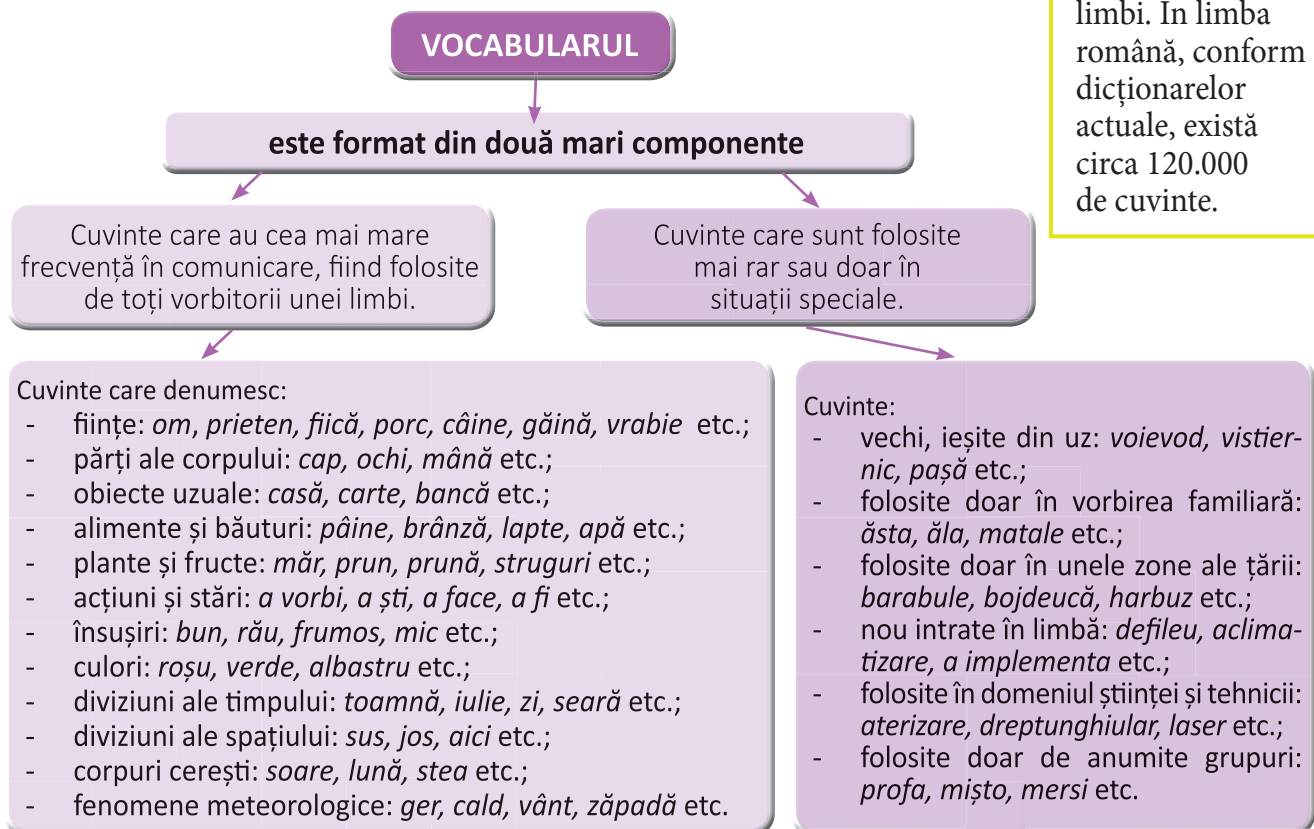 VOCABULARUL
este format din două mari componente
limbi. In limba
română, conform
dicționarelor
actuale, există
circa 120.000
de cuvinte.
Cuvinte care au cea mai mare
frecvență în comunicare, fiind folosite
de toți vorbitorii unei limbi.
Cuvinte care sunt folosite
mai rar sau doar în
situații speciale.
Cuvinte care denumesc:
- ființe: om, prieten, fiică, porc, câine, găină, vrabie etc.;
- părți ale corpului: cap, ochi, mână etc.;
- obiecte uzuale: casă, carte, bancă etc.;
- alimente și băuturi: pâine, brânză, lapte, apă etc.;
- plante și fructe: măr, prun, prună, struguri etc.;
- acțiuni și stări: a vorbi, a ști, a face, a fi etc.;
- însușiri: bun, rău, frumos, mic etc.;
- culori: roșu, verde, albastru etc.;
- diviziuni ale timpului: toamnă, iulie, zi, seară etc.;
- diviziuni ale spațiului: sus, jos, aici etc.;
- corpuri cerești: soare, lună, stea etc.;
- fenomene meteorologice: ger, cald, vânt, zăpadă etc.
Cuvinte:
- vechi, ieșite din uz: voievod, vistier-
nic, pașă etc.;
- folosite doar în vorbirea familiară:
ăsta, ăla, matale etc.;
- folosite doar în unele zone ale țării:
barabule, bojdeucă, harbuz etc.;
- nou intrate în limbă: defileu, aclima-
tizare, a implementa etc.;
- folosite în domeniul științei și tehnicii:
aterizare, dreptunghiular, laser etc.;
- folosite doar de anumite grupuri:
profa, mișto, mersi etc.